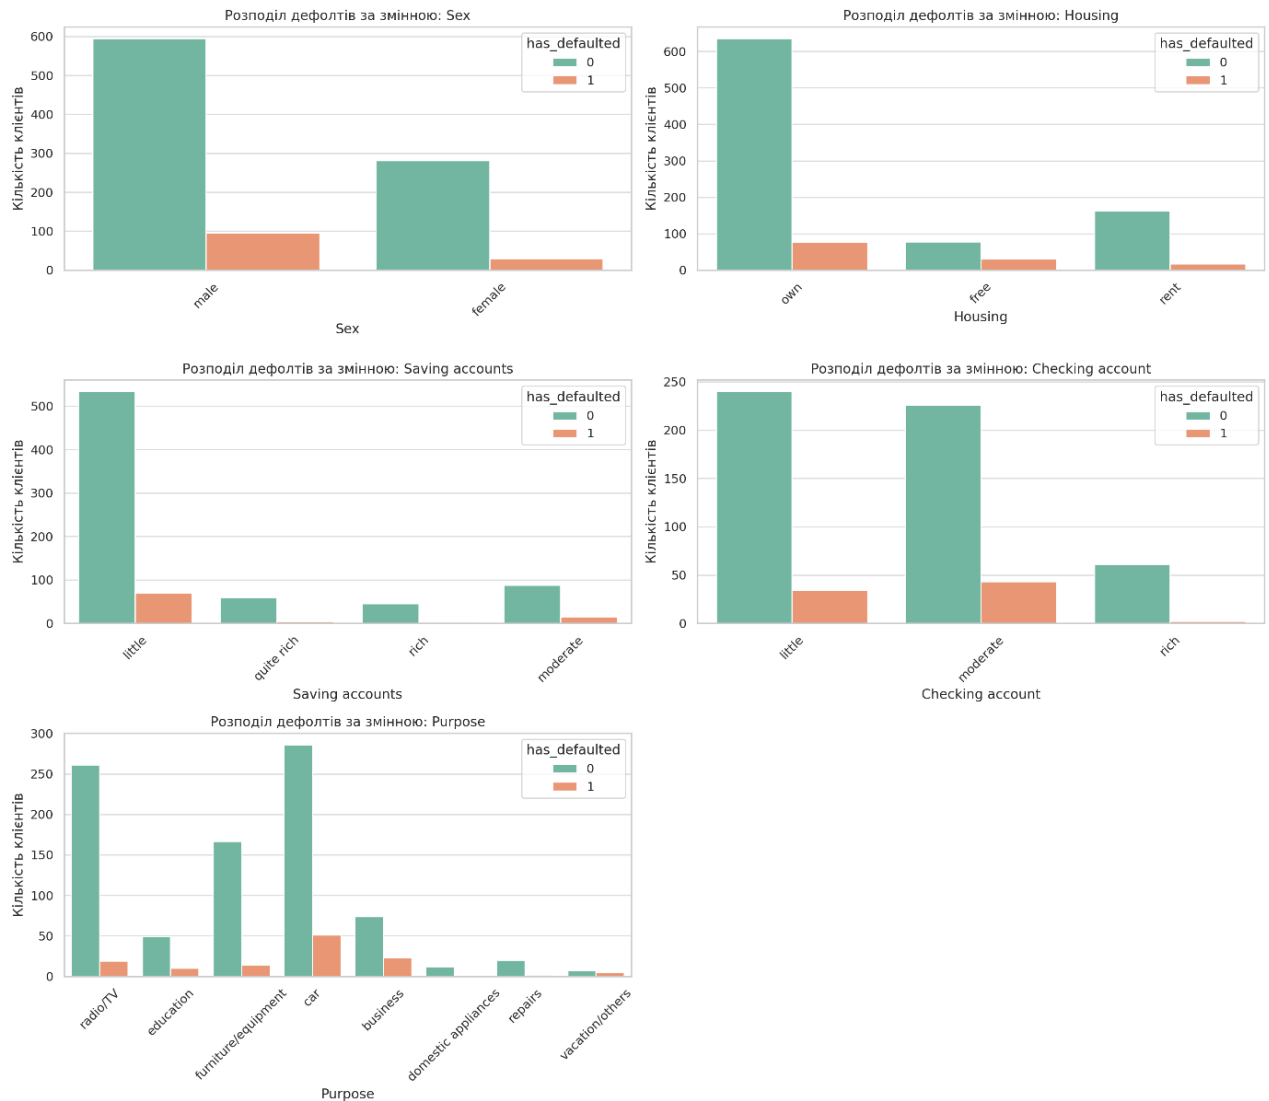 Розподіл дефолтів за змінною: Sex
Кількість клієнтів
600
500
400
300
200
100
0
has_defaulted
0
1
male
female
Sex
Розподіл дефолтів за змінною: Housing
Кількість клієнтів
600
500
400
300
200
100
0
has_defaulted
0
1
own
free
rent
Housing
Розподіл дефолтів за змінною: Saving accounts
Кількість клієнтів
500
400
300
200
100
0
has_defaulted
0
1
little
quite rich
rich
moderate
Saving accounts
Розподіл дефолтів за змінною: Checking account
Кількість клієнтів
250
200
150
100
50
0
has_defaulted
0
1
little
moderate
rich
Checking account
Розподіл дефолтів за змінною: Purpose
Кількість клієнтів
300
250
200
150
100
50
0
has_defaulted
0
1
radio/TV
education
furniture/equipment
car
business
domestic appliances
repairs
vacation/others
Purpose